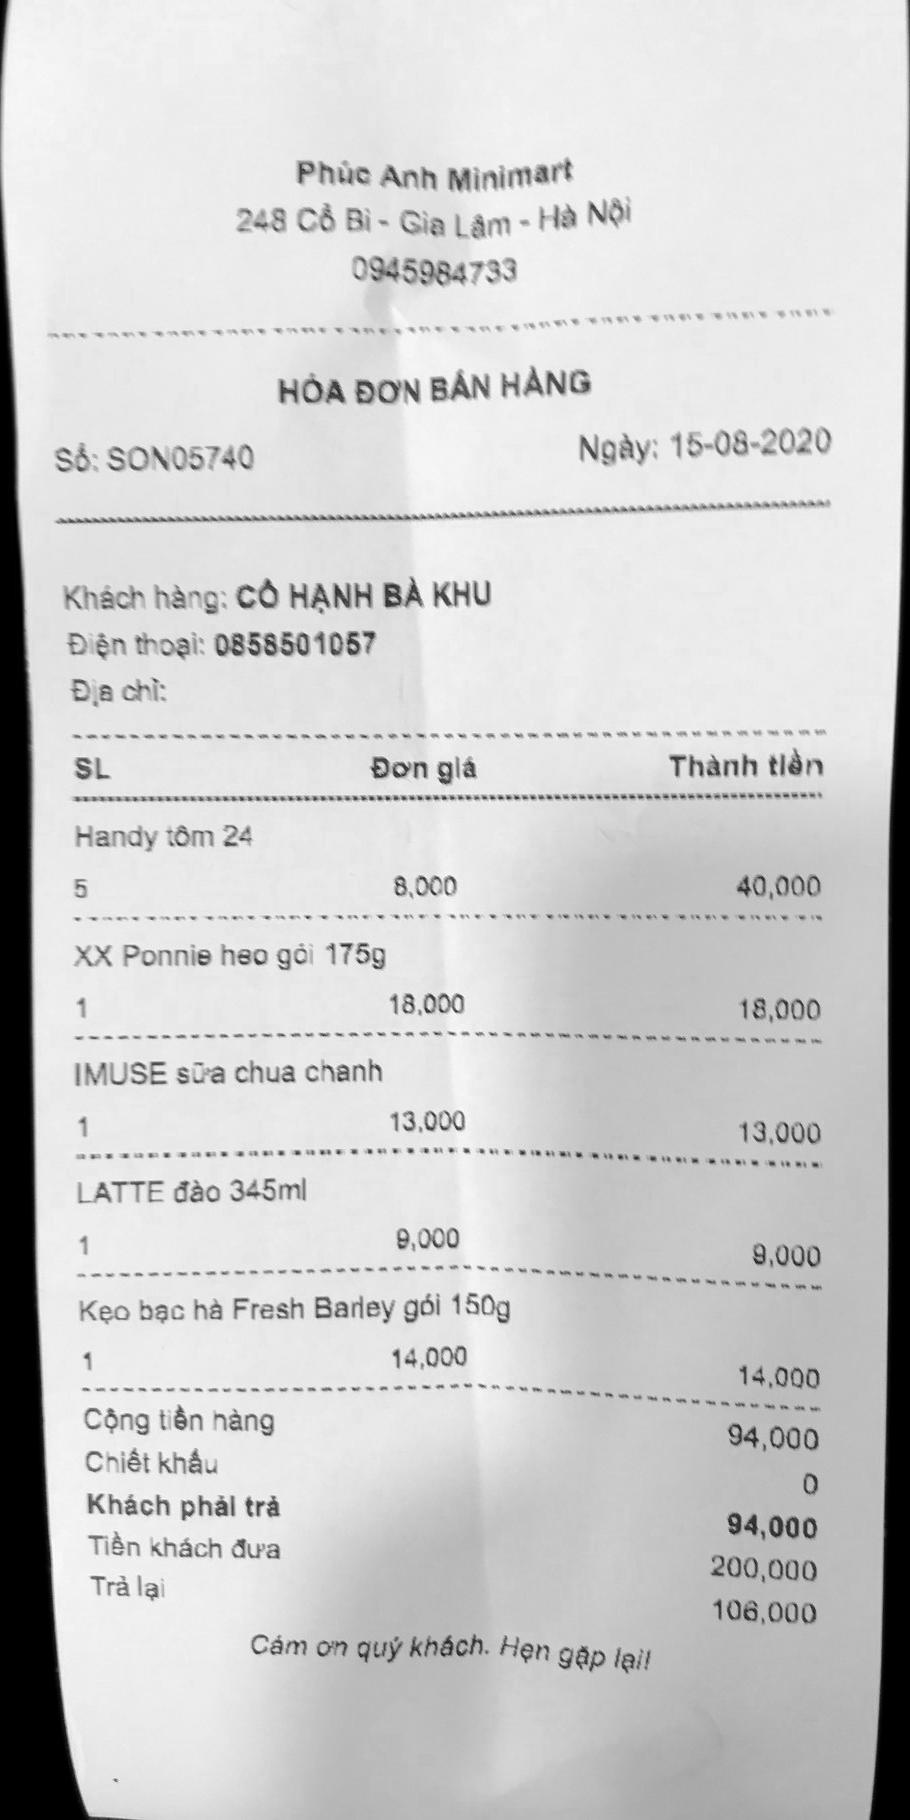 Phúc Anh Minimart
248 Cổ Bi - Gia Lâm - Hà Nội
0945984733
HÓA ĐƠN BÁN HÀNG
Số: SON05740 Ngày: 15-08-2020
Khách hàng: CÔ HẠNH BÀ KHU
Điện thoại: 0858501057
Địa chỉ:
SL Đơn giá Thành tiền
Handy tôm 24
5 8,000 40,000
XX Ponnie heo gói 175g
1 18,000 18,000
IMUSE sữa chua chanh
1 13,000 13,000
LATTE đào 345ml
1 9,000 9,000
Kẹo bạc hà Fresh Barley gói 150g
1 14,000 14,000
Cộng tiền hàng 94,000
Chiết khấu 0
Khách phải trả 94,000
Tiền khách đưa 200,000
Trả lại 106,000
Cám ơn quý khách. Hẹn gặp lại!